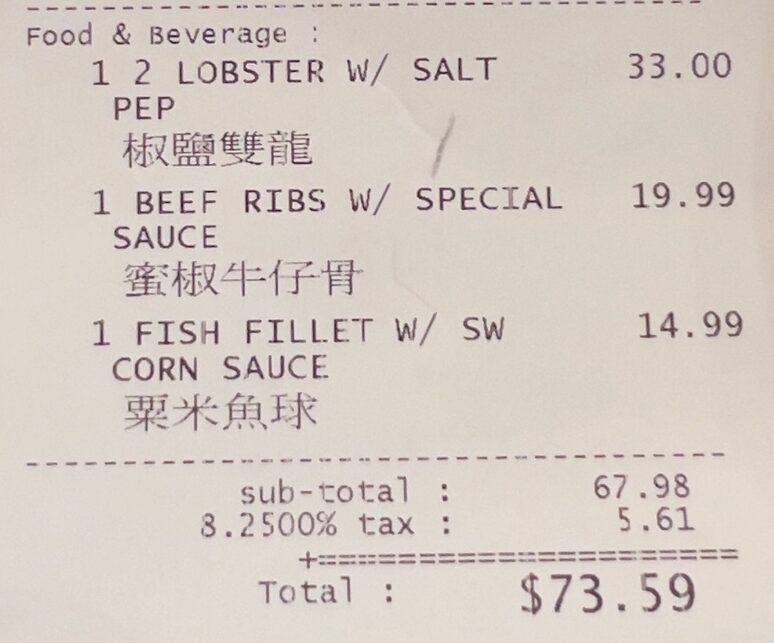 Food & Beverage :
1 2 LOBSTER W/ SALT 33.00
PEP
椒鹽雙龍
1 BEEF RIBS W/ SPECIAL 19.99
SAUCE
蜜椒牛仔骨
1 FISH FILLET W/ SW 14.99
CORN SAUCE
粟米魚球
sub-total : 67.98
8.2500% tax : 5.61
Total : $73.59